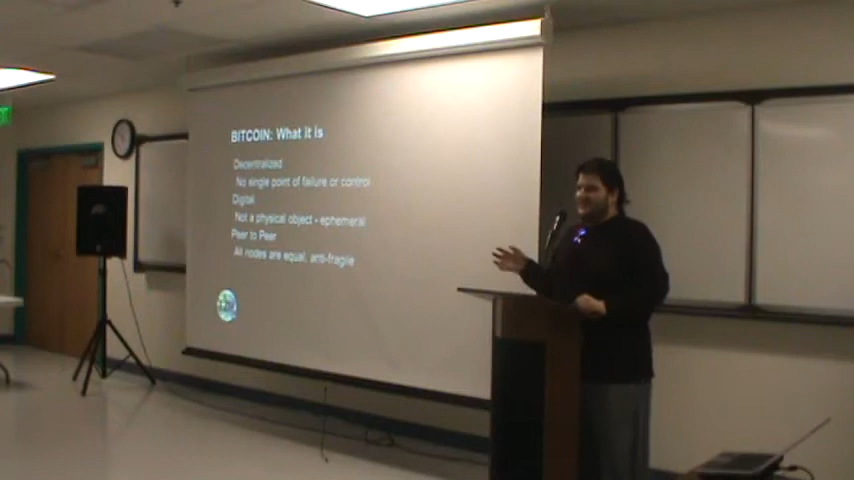 BITCOIN: What it is
Decentralized
No single point of failure or control
Digital
Not a physical object - ephemeral
Peer to Peer
All nodes are equal, anti-fragile